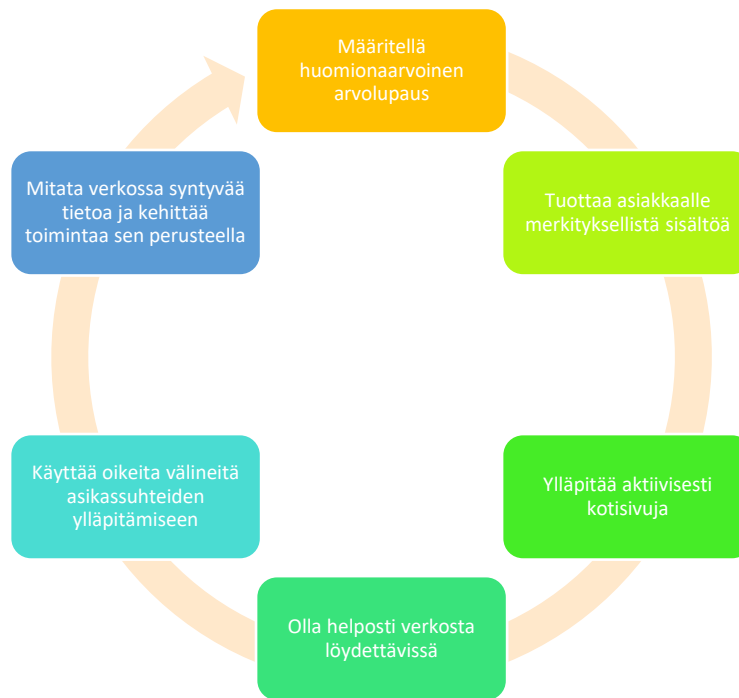 Määritellä
huomionaarvoinen
arvolupaus
Tuottaa asiakkaalle
merkityksellistä sisältöä
Ylläpitää aktiivisesti
kotisivuja
Olla helposti verkosta
löydettävissä
Käyttää oikeita välineitä
asikassuhteiden
ylläpitämiseen
Mitata verkossa syntyvää
tietoa ja kehittää
toimintaa sen perusteella